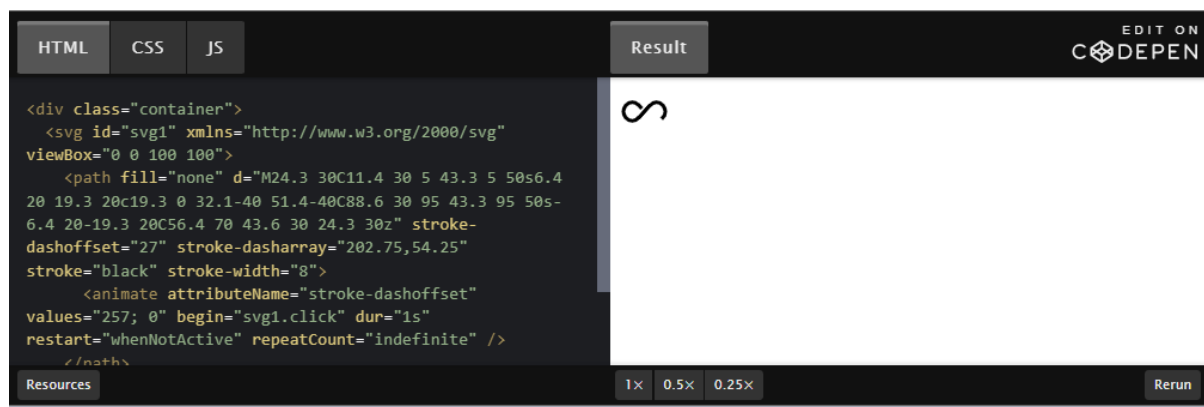 HTML CSS JS
Result
EDIT ON
CODEPEN
<div class="container">
  <svg id="svg1" xmlns="http://www.w3.org/2000/svg"
viewBox="0 0 100 100">
    <path fill="none" d="M24.3 30C11.4 30 5 43.3 5 50s6.4
20 19.3 20c19.3 0 32.1-40 51.4-40C88.6 30 95 43.3 95 50s-
6.4 20-19.3 20C56.4 70 43.6 30 24.3 30z" stroke-
dashoffset="27" stroke-dasharray="202.75,54.25"
stroke="black" stroke-width="8">
      <animate attributeName="stroke-dashoffset"
values="257; 0" begin="svg1.click" dur="1s"
restart="whenNotActive" repeatCount="indefinite" />
    </path>
Resources
1× 0.5× 0.25×
Rerun